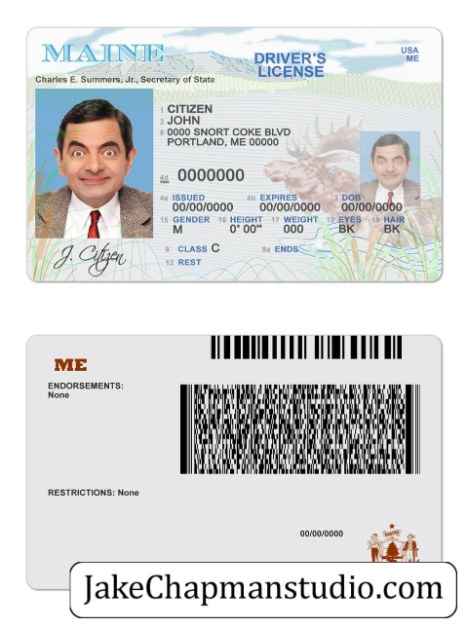 MAINE
DRIVER'S
LICENSE
USA
ME
Charles E. Summers, Jr., Secretary of State
1 CITIZEN
2 JOHN
8 0000 SNORT COKE BLVD
PORTLAND, ME 00000
4d 0000000
4a ISSUED 4b EXPIRES 3 DOB
00/00/0000 00/00/0000 00/00/0000
15 GENDER 16 HEIGHT 17 WEIGHT 18 EYES 19 HAIR
M 0' 00" 000 BK BK
J. Citizen
9 CLASS C 9a ENDS
12 REST
ME
ENDORSEMENTS:
None
RESTRICTIONS: None
00/00/0000
JakeChapmanstudio.com